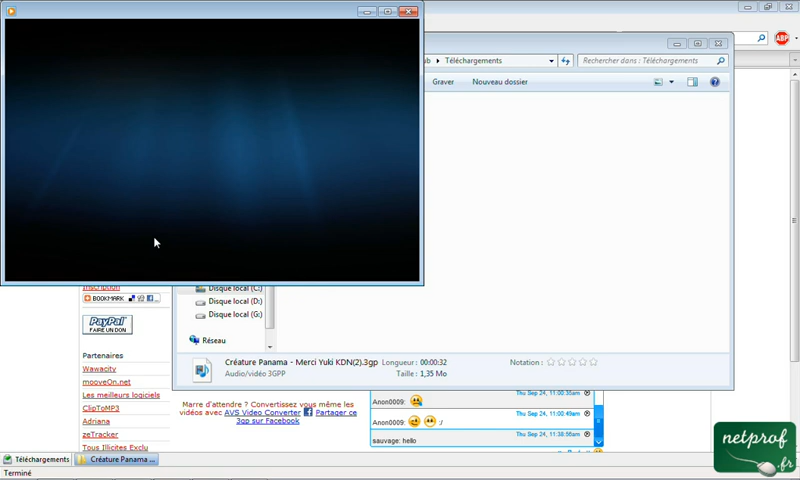 ub ▸ Téléchargements
Rechercher dans : Téléchargements
ABP
Graver
Nouveau dossier
Disque local (C:)
Disque local (D:)
Disque local (G:)
Réseau
Créature Panama - Merci Yuki KDN(2).3gp
Longueur : 00:00:32
Notation :
Audio/vidéo 3GPP
Taille : 1,35 Mo
Inscription
BOOKMARK
PayPal
FAIRE UN DON
Partenaires
Wawacity
mooveOn.net
Les meilleurs logiciels
ClipToMP3
Adriana
zeTracker
Tous Illicites Exclu
Marre d'attendre ? Convertissez vous même les
vidéos avec AVS Video Converter Partager ce
3gp sur Facebook
Thu Sep 24, 11:00:35am
Anon0009:
Thu Sep 24, 11:00:49am
Anon0009: :/
Thu Sep 24, 11:38:56am
sauvage: hello
Téléchargements
Créature Panama ...
Terminé
netprof
.fr